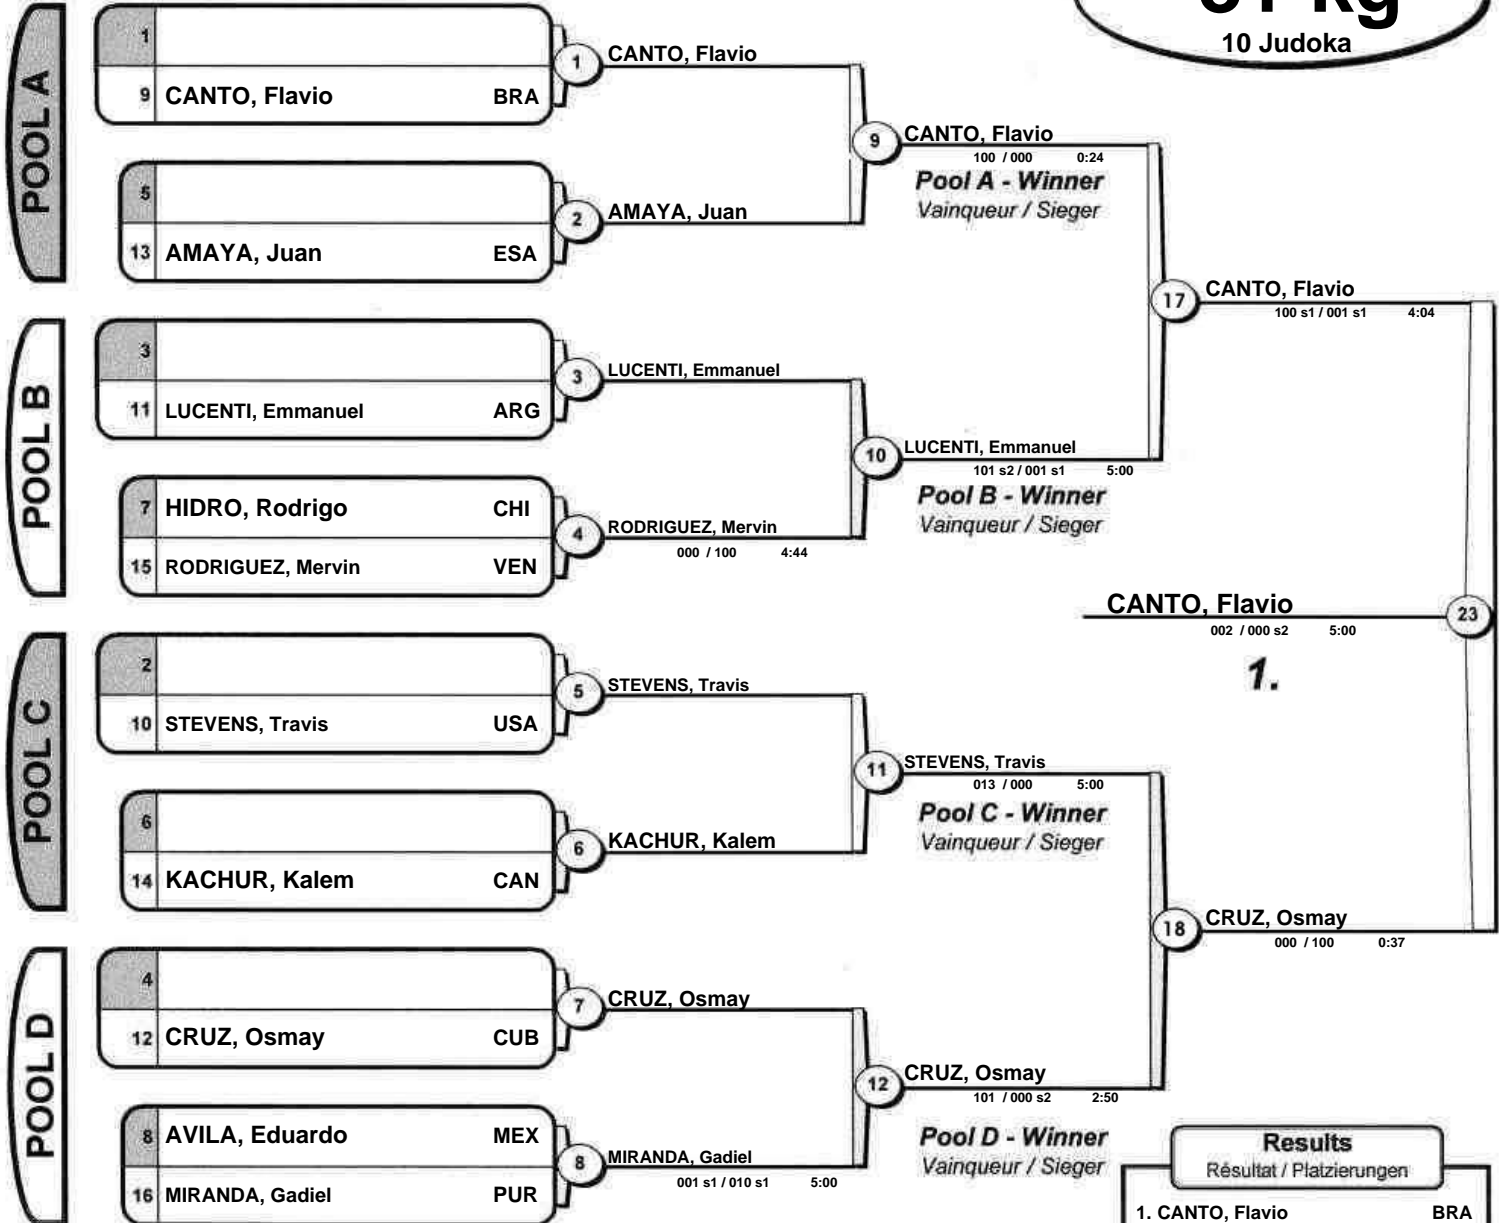 10 Judoka
POOL A
1
9 CANTO, Flavio BRA
1
CANTO, Flavio
5
13 AMAYA, Juan ESA
2
AMAYA, Juan
9
CANTO, Flavio
100 / 000 0:24
Pool A - Winner
Vainqueur / Sieger
POOL B
3
11 LUCENTI, Emmanuel ARG
3
LUCENTI, Emmanuel
7 HIDRO, Rodrigo CHI
15 RODRIGUEZ, Mervin VEN
4
RODRIGUEZ, Mervin
000 / 100 4:44
10
LUCENTI, Emmanuel
101 s2 / 001 s1 5:00
Pool B - Winner
Vainqueur / Sieger
17
CANTO, Flavio
100 s1 / 001 s1 4:04
CANTO, Flavio
23
002 / 000 s2 5:00
1.
POOL C
2
10 STEVENS, Travis USA
5
STEVENS, Travis
6
14 KACHUR, Kalem CAN
6
KACHUR, Kalem
11
STEVENS, Travis
013 / 000 5:00
Pool C - Winner
Vainqueur / Sieger
18
CRUZ, Osmay
000 / 100 0:37
POOL D
4
12 CRUZ, Osmay CUB
7
CRUZ, Osmay
8 AVILA, Eduardo MEX
16 MIRANDA, Gadiel PUR
8
MIRANDA, Gadiel
001 s1 / 010 s1 5:00
12
CRUZ, Osmay
101 / 000 s2 2:50
Pool D - Winner
Vainqueur / Sieger
Results
Résultat / Platzierungen
1. CANTO, Flavio BRA